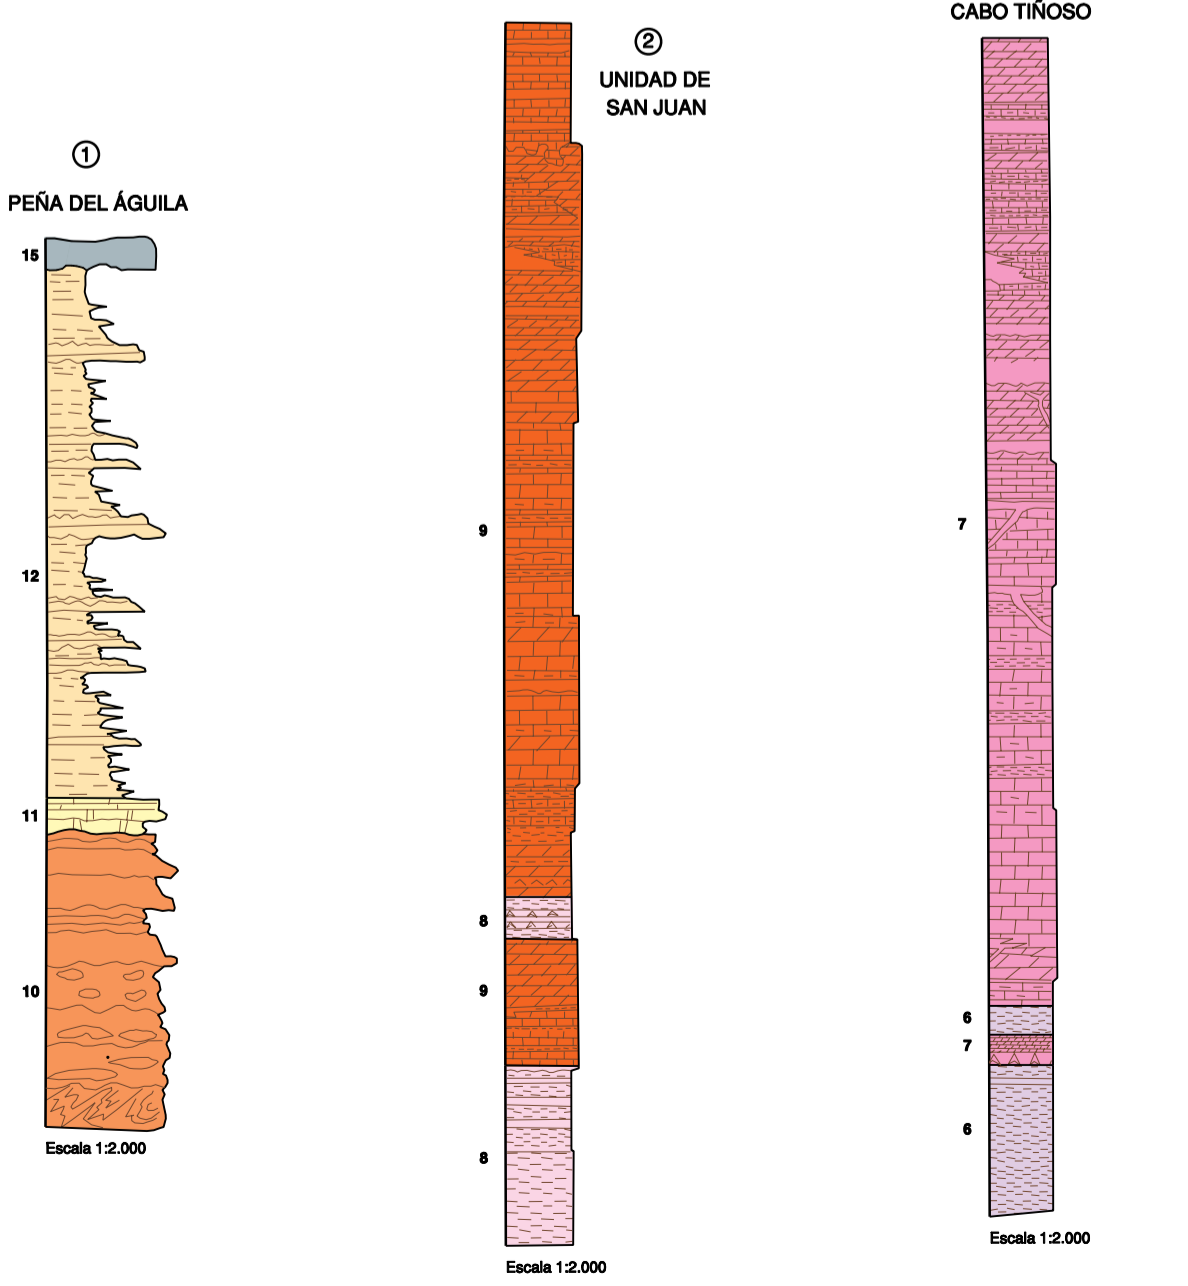 1
PEÑA DEL ÁGUILA
15
12
11
10
Escala 1:2.000
2
UNIDAD DE
SAN JUAN
9
8
9
8
Escala 1:2.000
CABO TIÑOSO
7
6
7
6
Escala 1:2.000